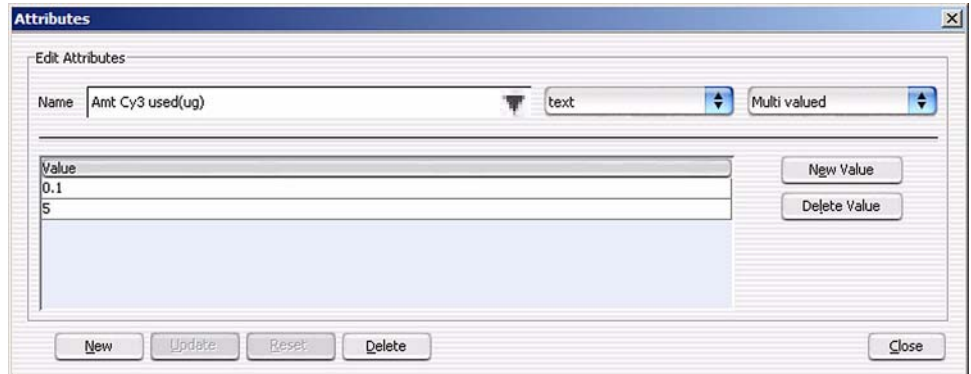 Attributes
Edit Attributes
Name Amt Cy3 used(ug) text Multi valued
Value
New Value
0.1
5
Delete Value
New Update Reset Delete Close